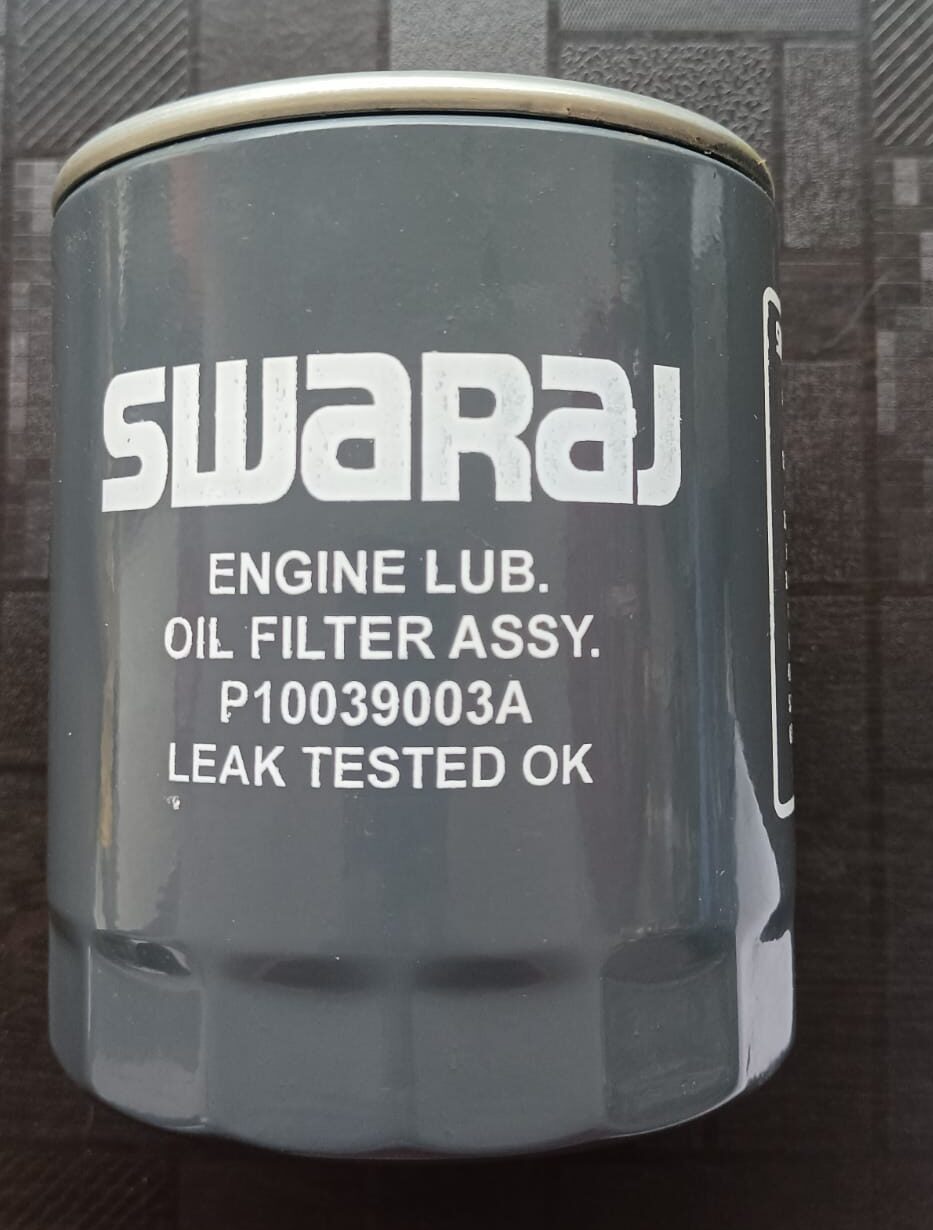 SWARAJ
ENGINE LUB.
OIL FILTER ASSY.
P10039003A
LEAK TESTED OK